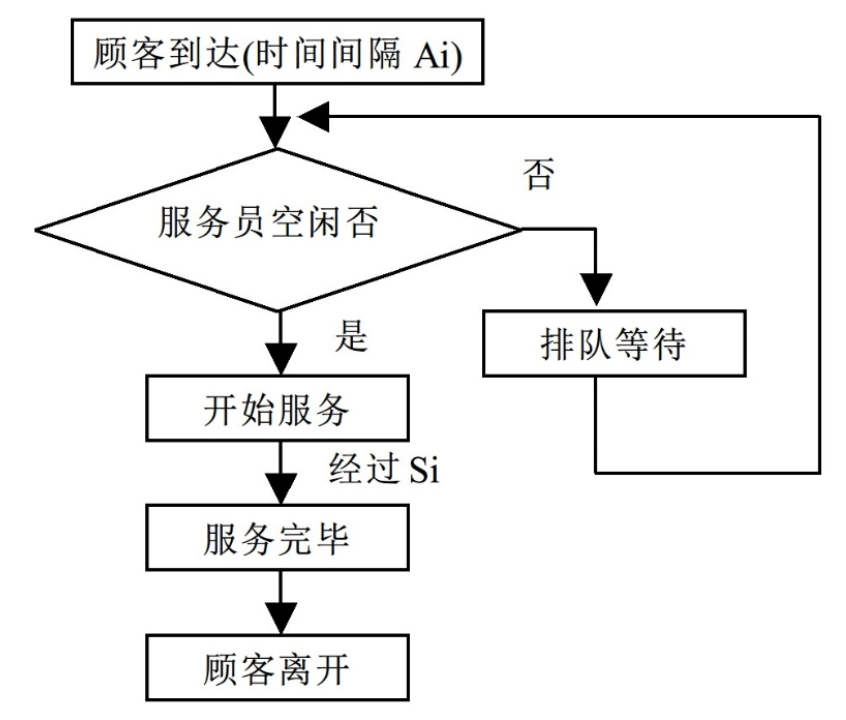 顾客到达(时间间隔 Ai)
否
服务员空闲否
是
排队等待
开始服务
经过 Si
服务完毕
顾客离开